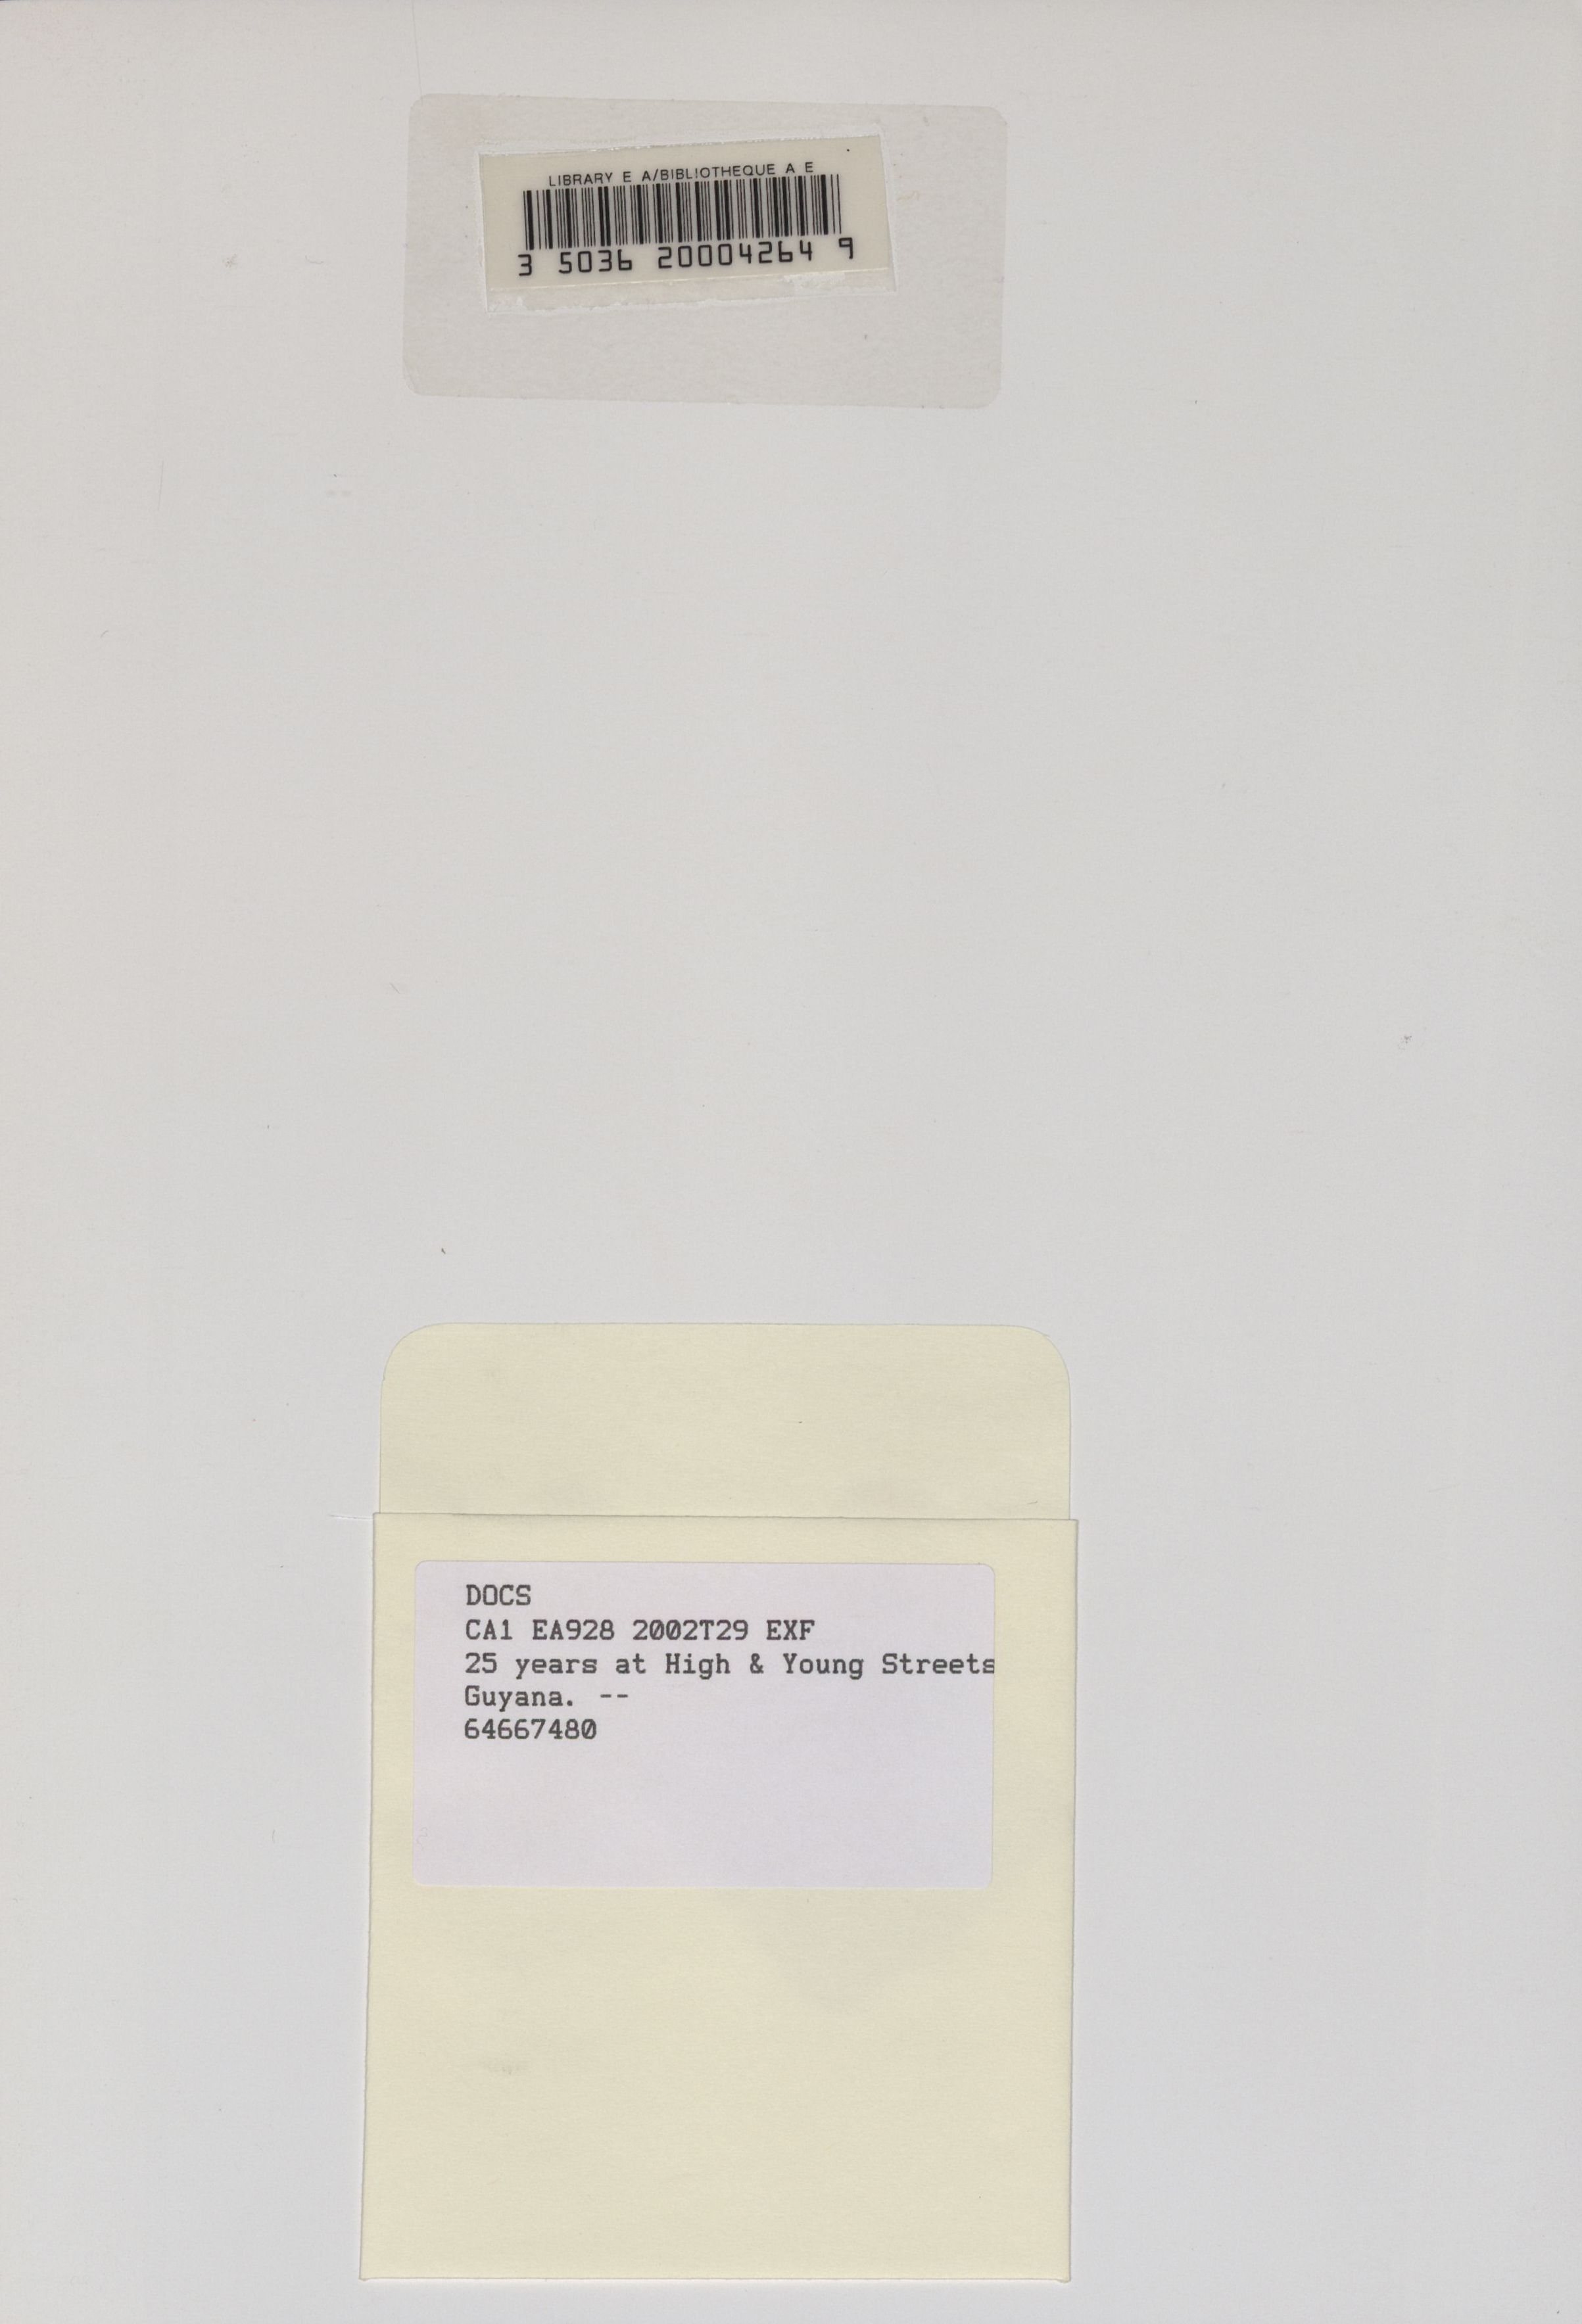 LIBRARY E A/BIBLIOTHEQUE A E
3 5036 20004264 9
DOCS
CA1 EA928 2002T29 EXF
25 years at High & Young Streets
Guyana. --
64667480